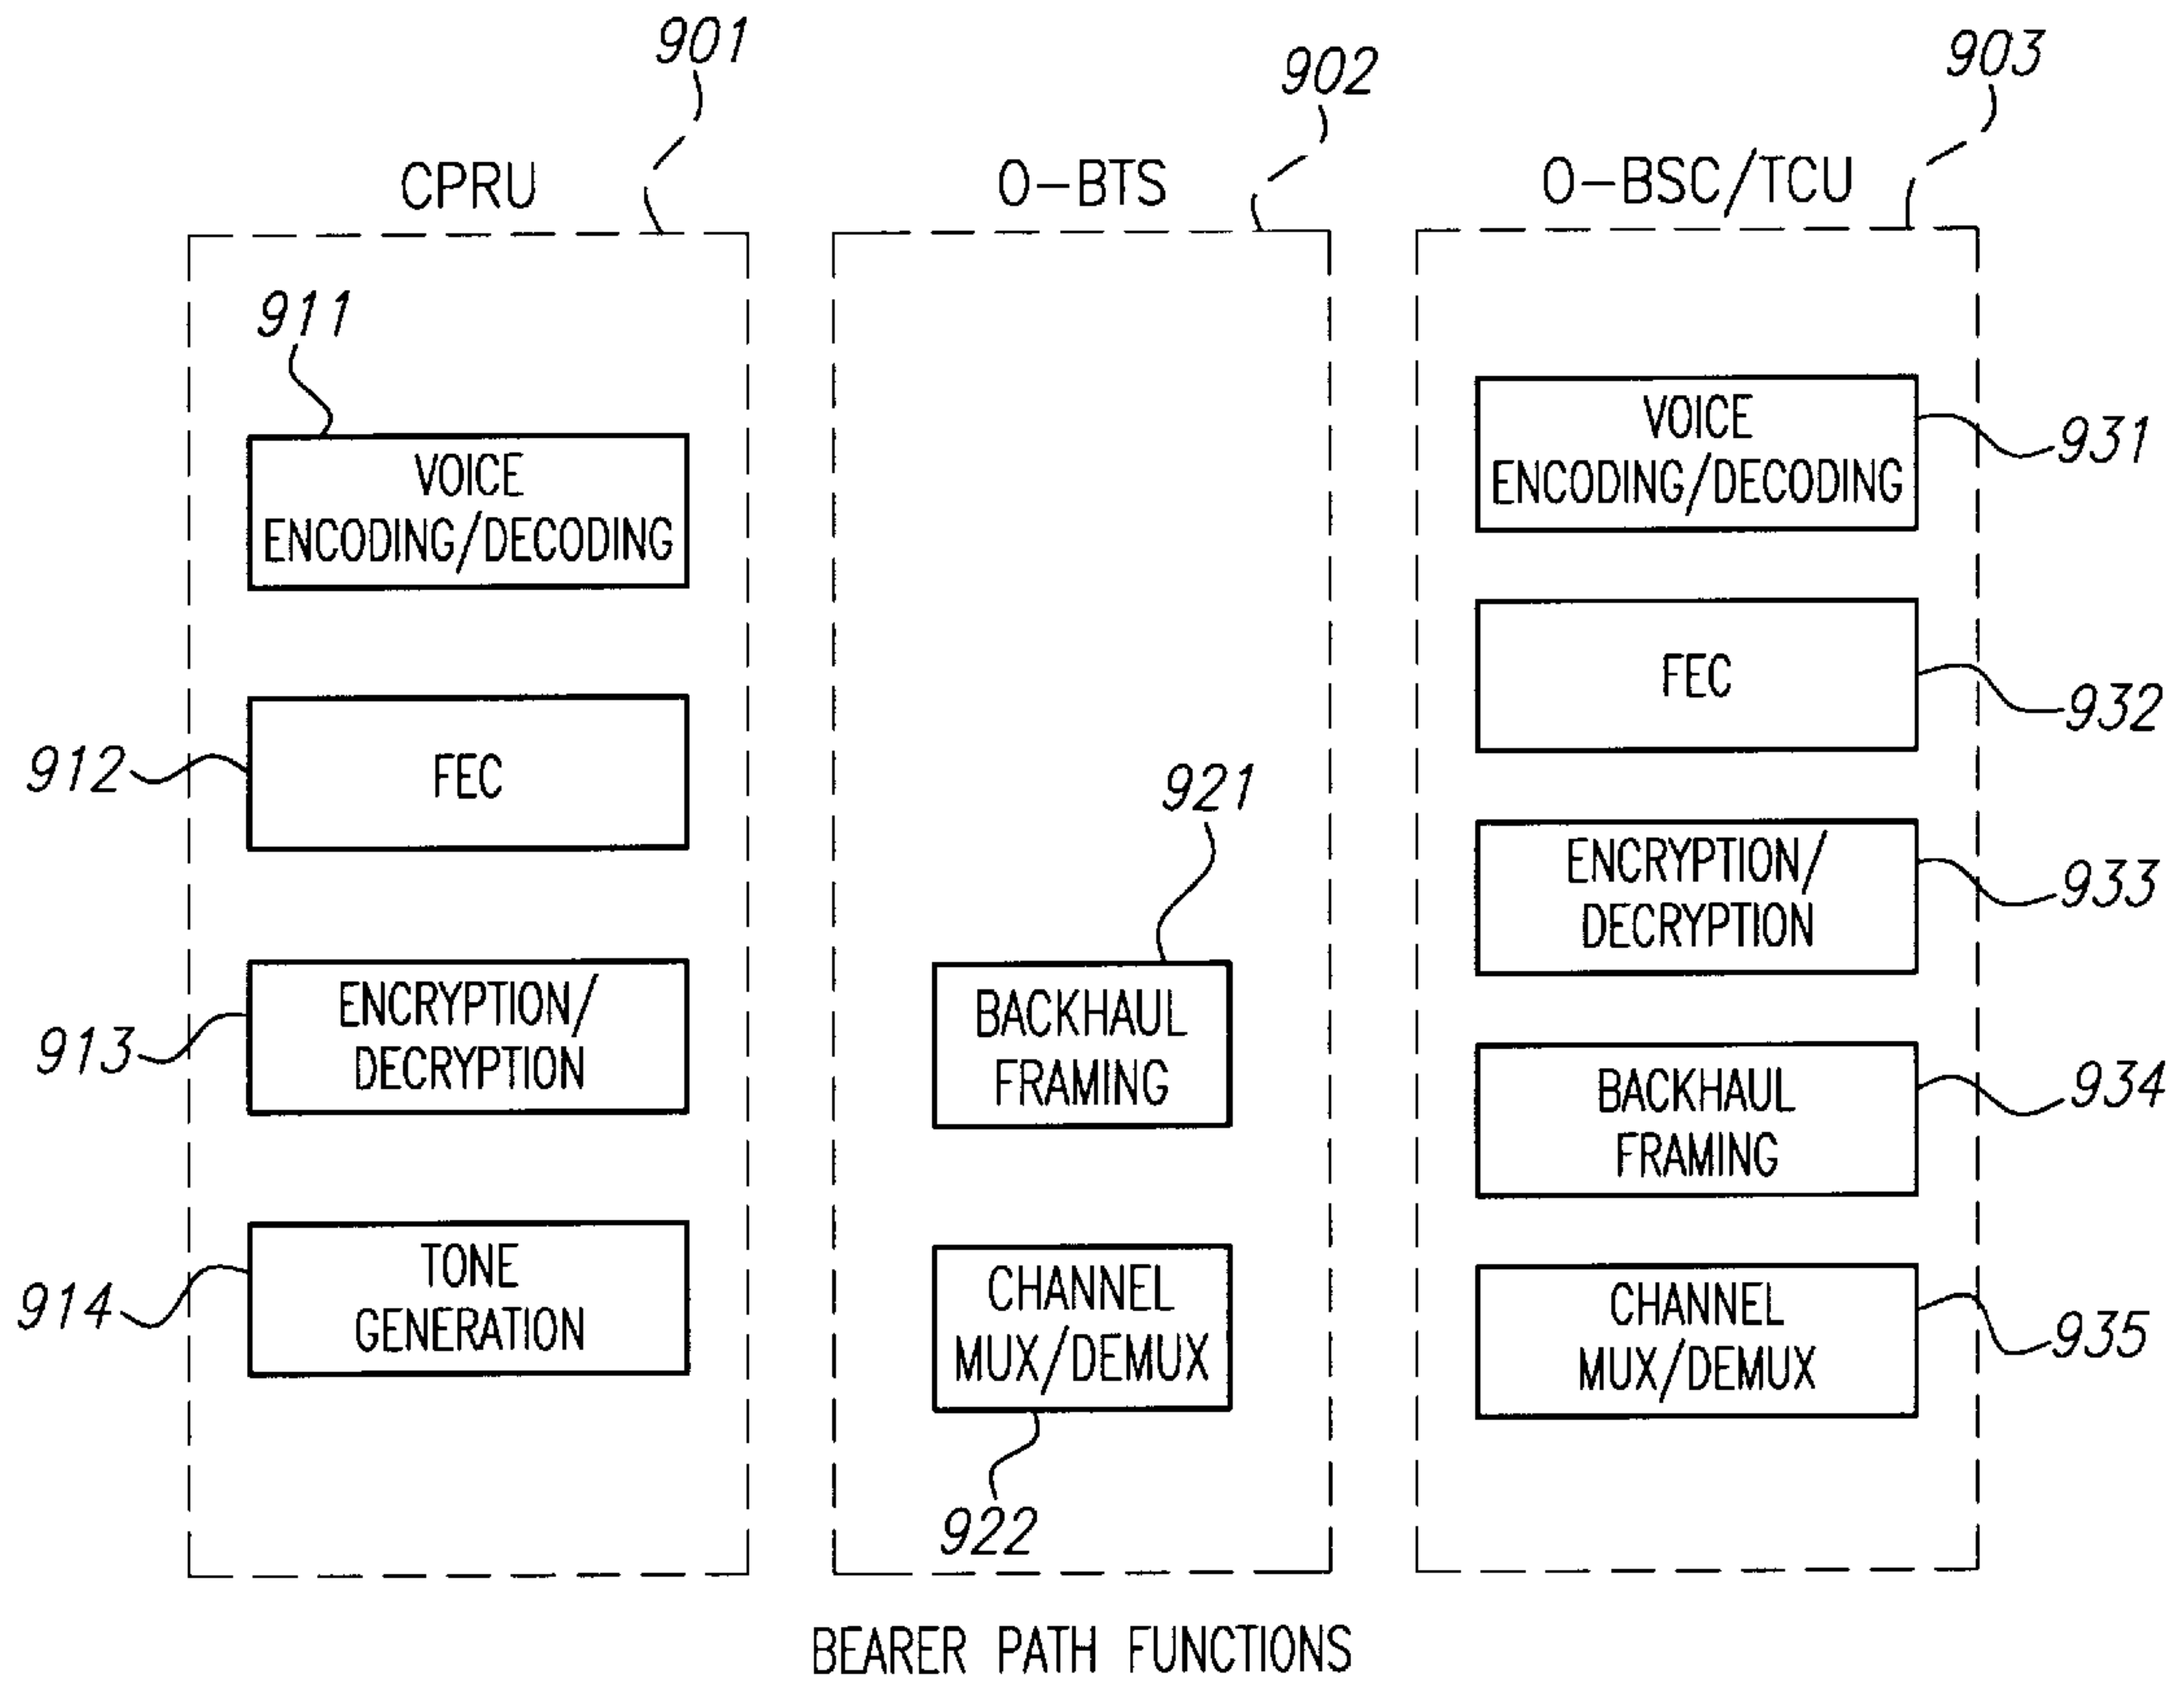 901
902
903
CPRU
O-BTS
O-BSC/TCU
911
VOICE
ENCODING/DECODING
912
FEC
913
ENCRYPTION/
DECRYPTION
914
TONE
GENERATION
921
BACKHAUL
FRAMING
CHANNEL
MUX/DEMUX
922
VOICE
ENCODING/DECODING
931
FEC
932
ENCRYPTION/
DECRYPTION
933
BACKHAUL
FRAMING
934
CHANNEL
MUX/DEMUX
935
BEARER PATH FUNCTIONS